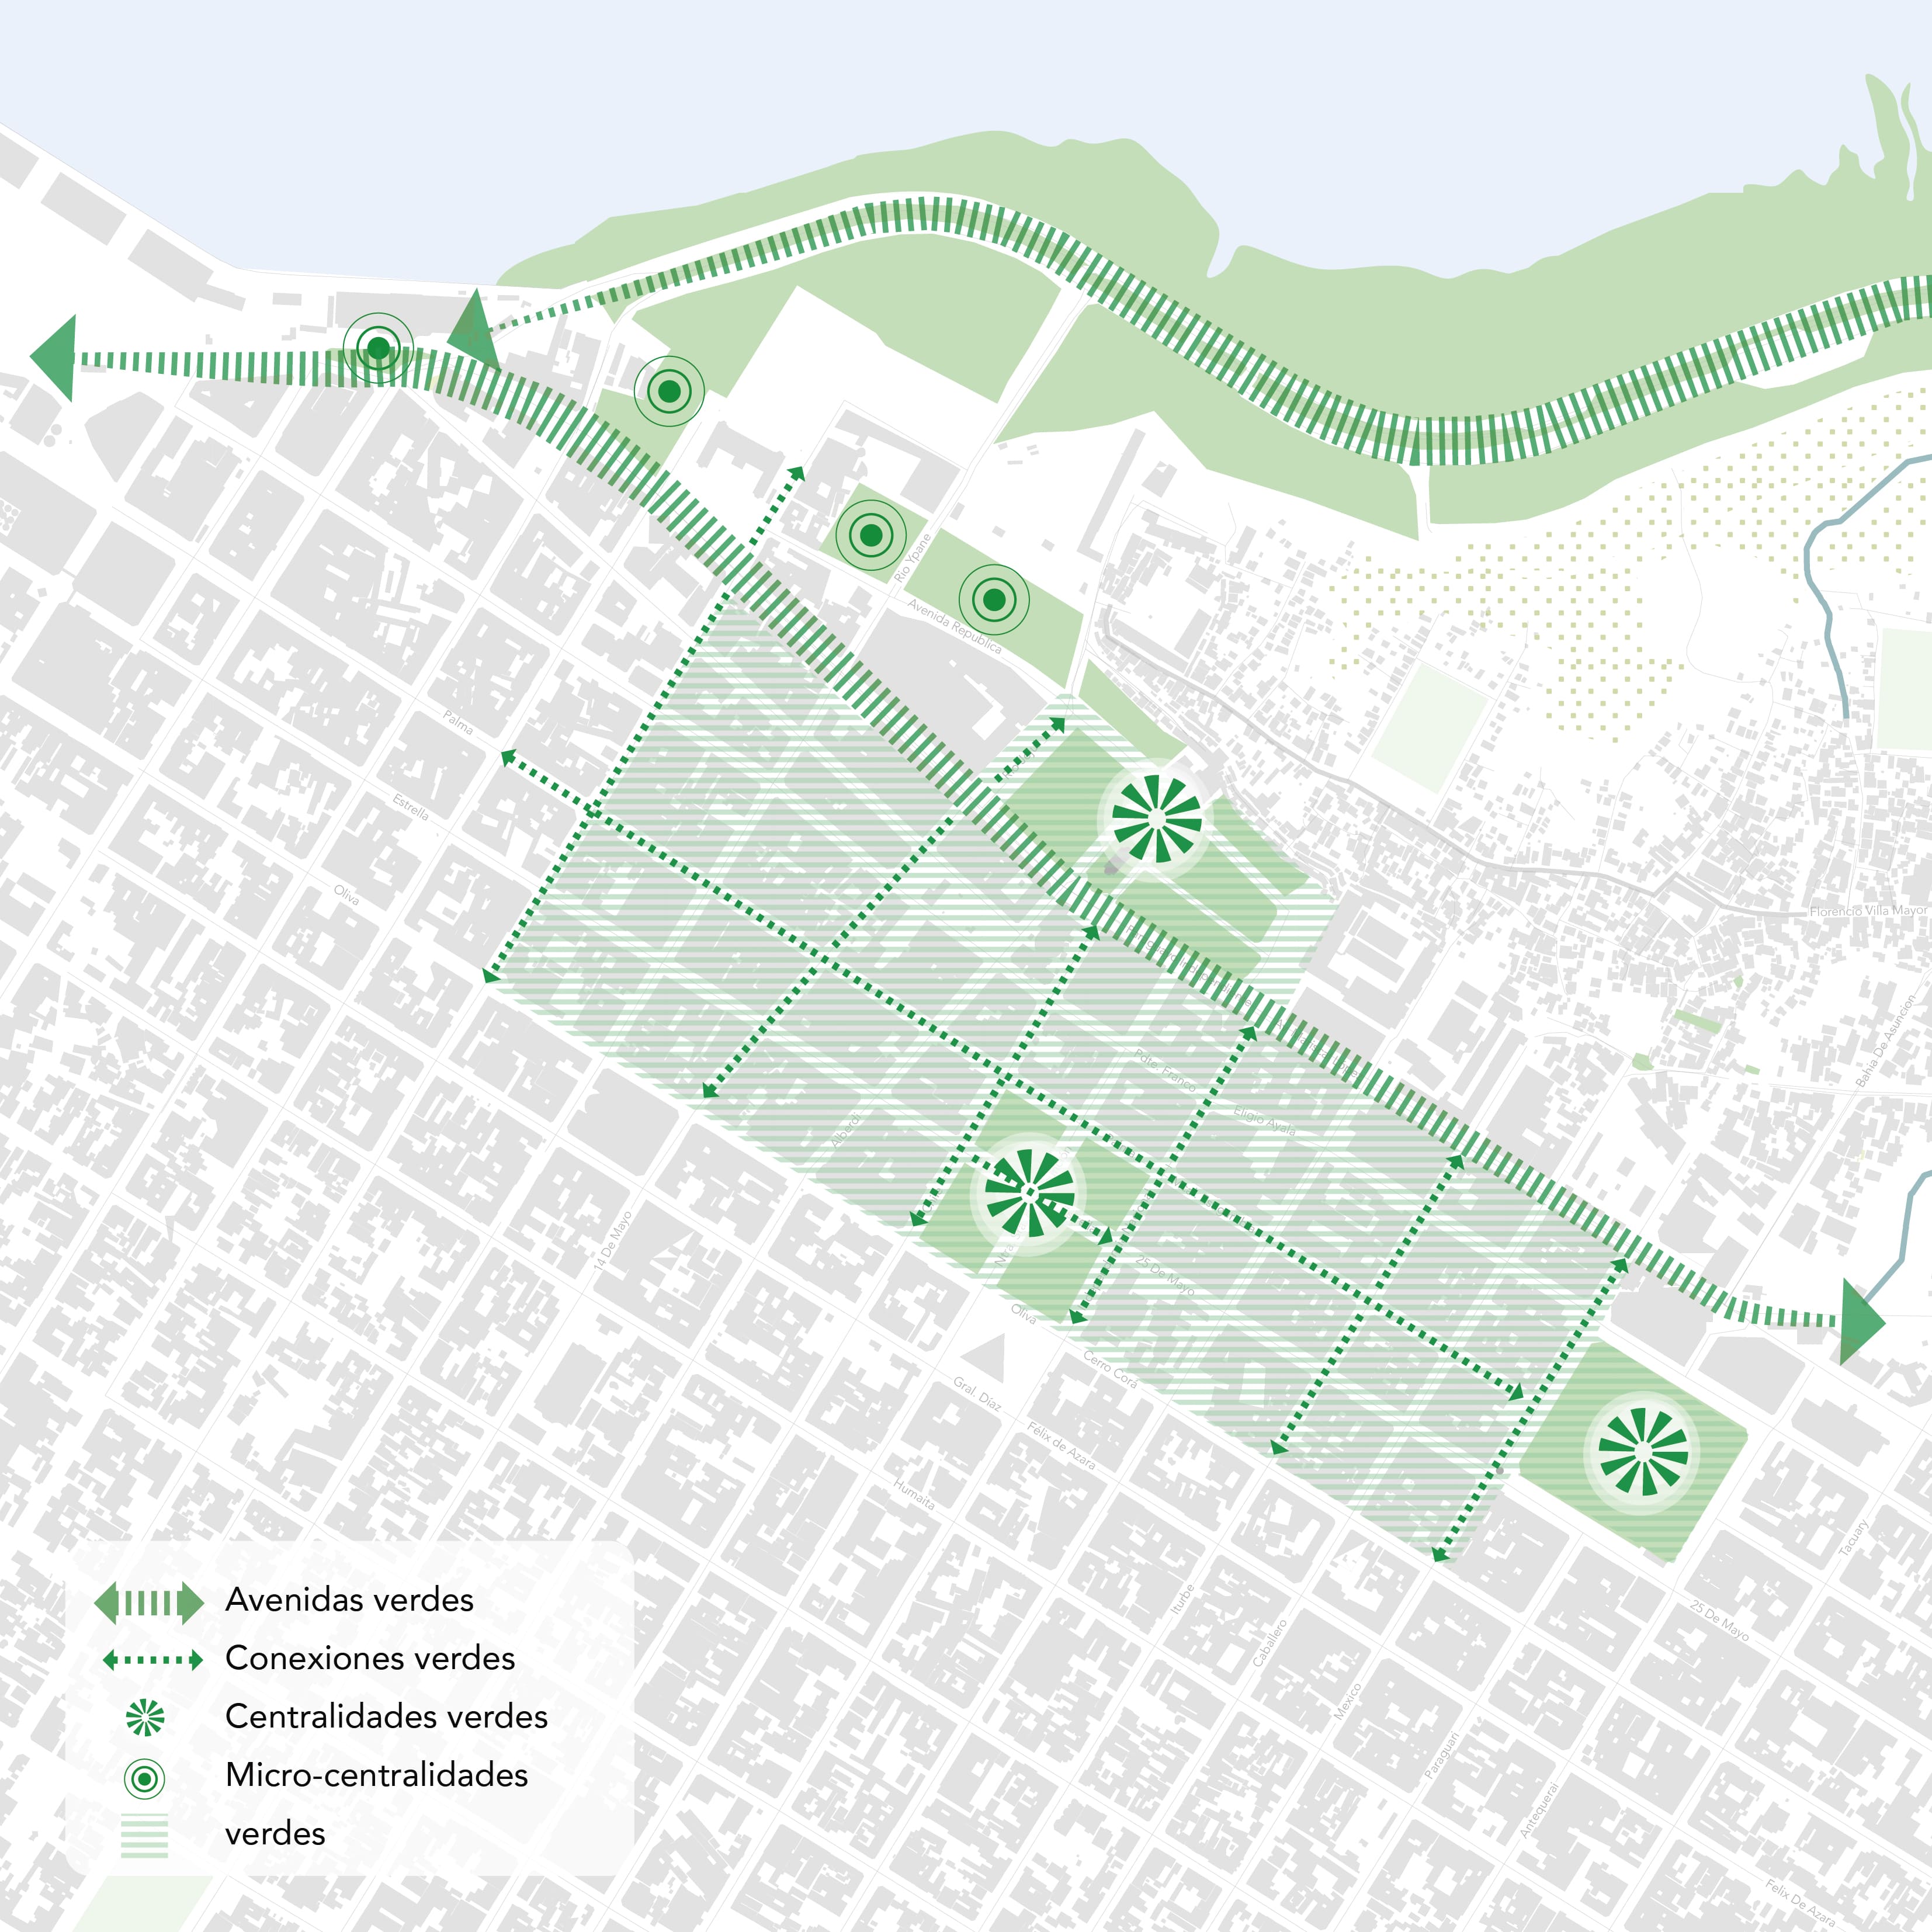 Rio Ypane
Avenida Republica
Palma
Estrella
Oliva
Florencio Villa Mayor
Bahia De Asuncion
Pdte. Franco
Eligio Ayala
Alberdi
14 De Mayo
25 De Mayo
Oliva
Cerro Corá
Gral. Díaz
Félix de Azara
Humaita
Tacuary
Iturbe
25 De Mayo
Caballero
Mexico
Paraguari
Antequerai
Felix De Azara
Avenidas verdes
Conexiones verdes
Centralidades verdes
Micro-centralidades
verdes